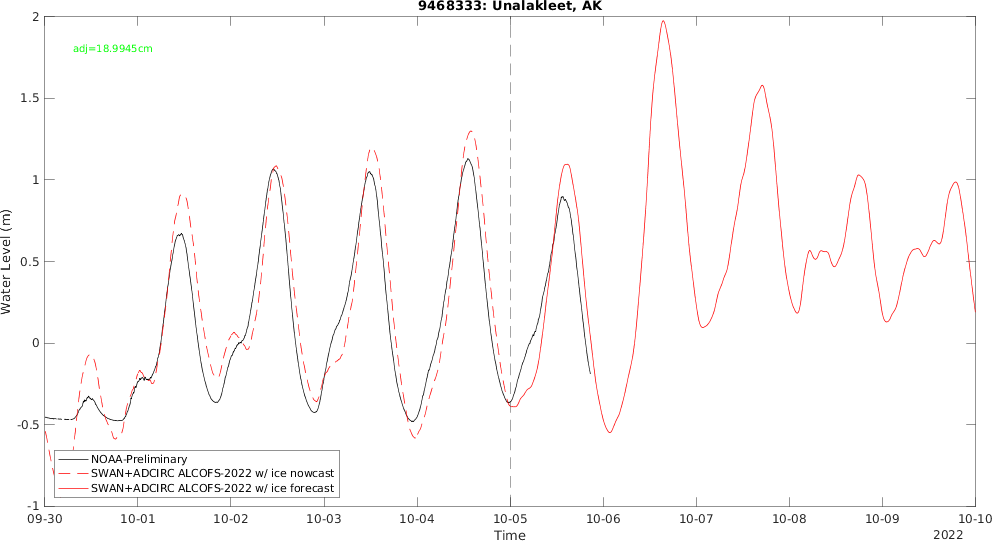 9468333: Unalakleet, AK
adj=18.9945cm
Water Level (m)
2
1.5
1
0.5
0
-0.5
-1
NOAA-Preliminary
SWAN+ADCIRC ALCOFS-2022 w/ ice nowcast
SWAN+ADCIRC ALCOFS-2022 w/ ice forecast
09-30 10-01 10-02 10-03 10-04 10-05 10-06 10-07 10-08 10-09 10-10
Time
2022